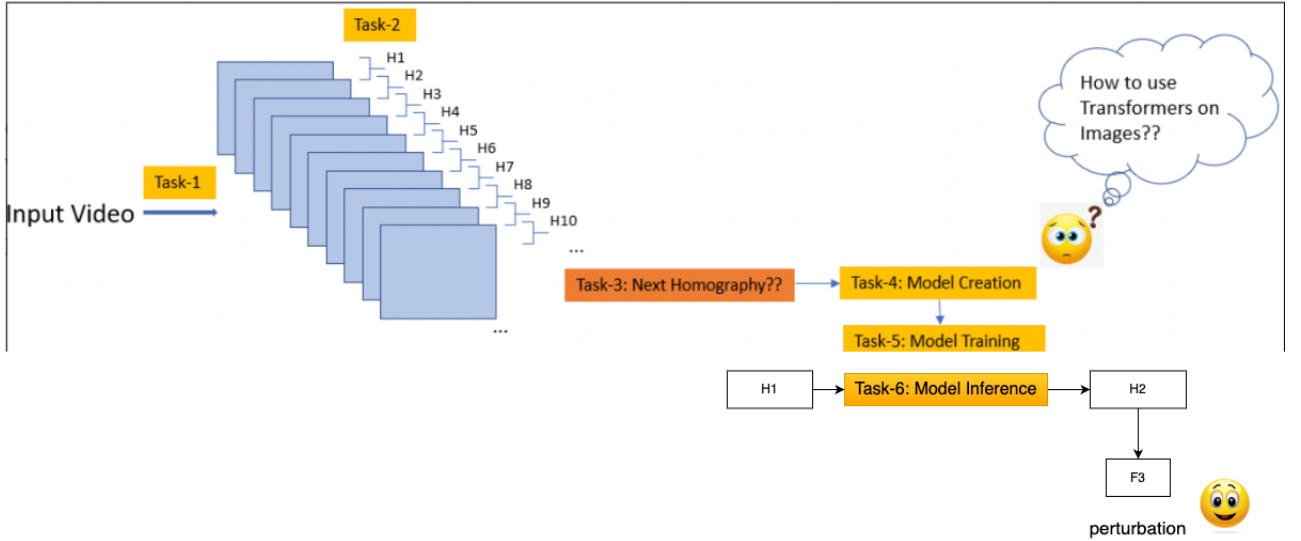 Task-2
H1
H2
H3
H4
H5
H6
H7
H8
H9
H10
...
...
Task-1
Input Video
How to use
Transformers on
Images??
?
Task-3: Next Homography??
Task-4: Model Creation
Task-5: Model Training
H1
Task-6: Model Inference
H2
F3
perturbation